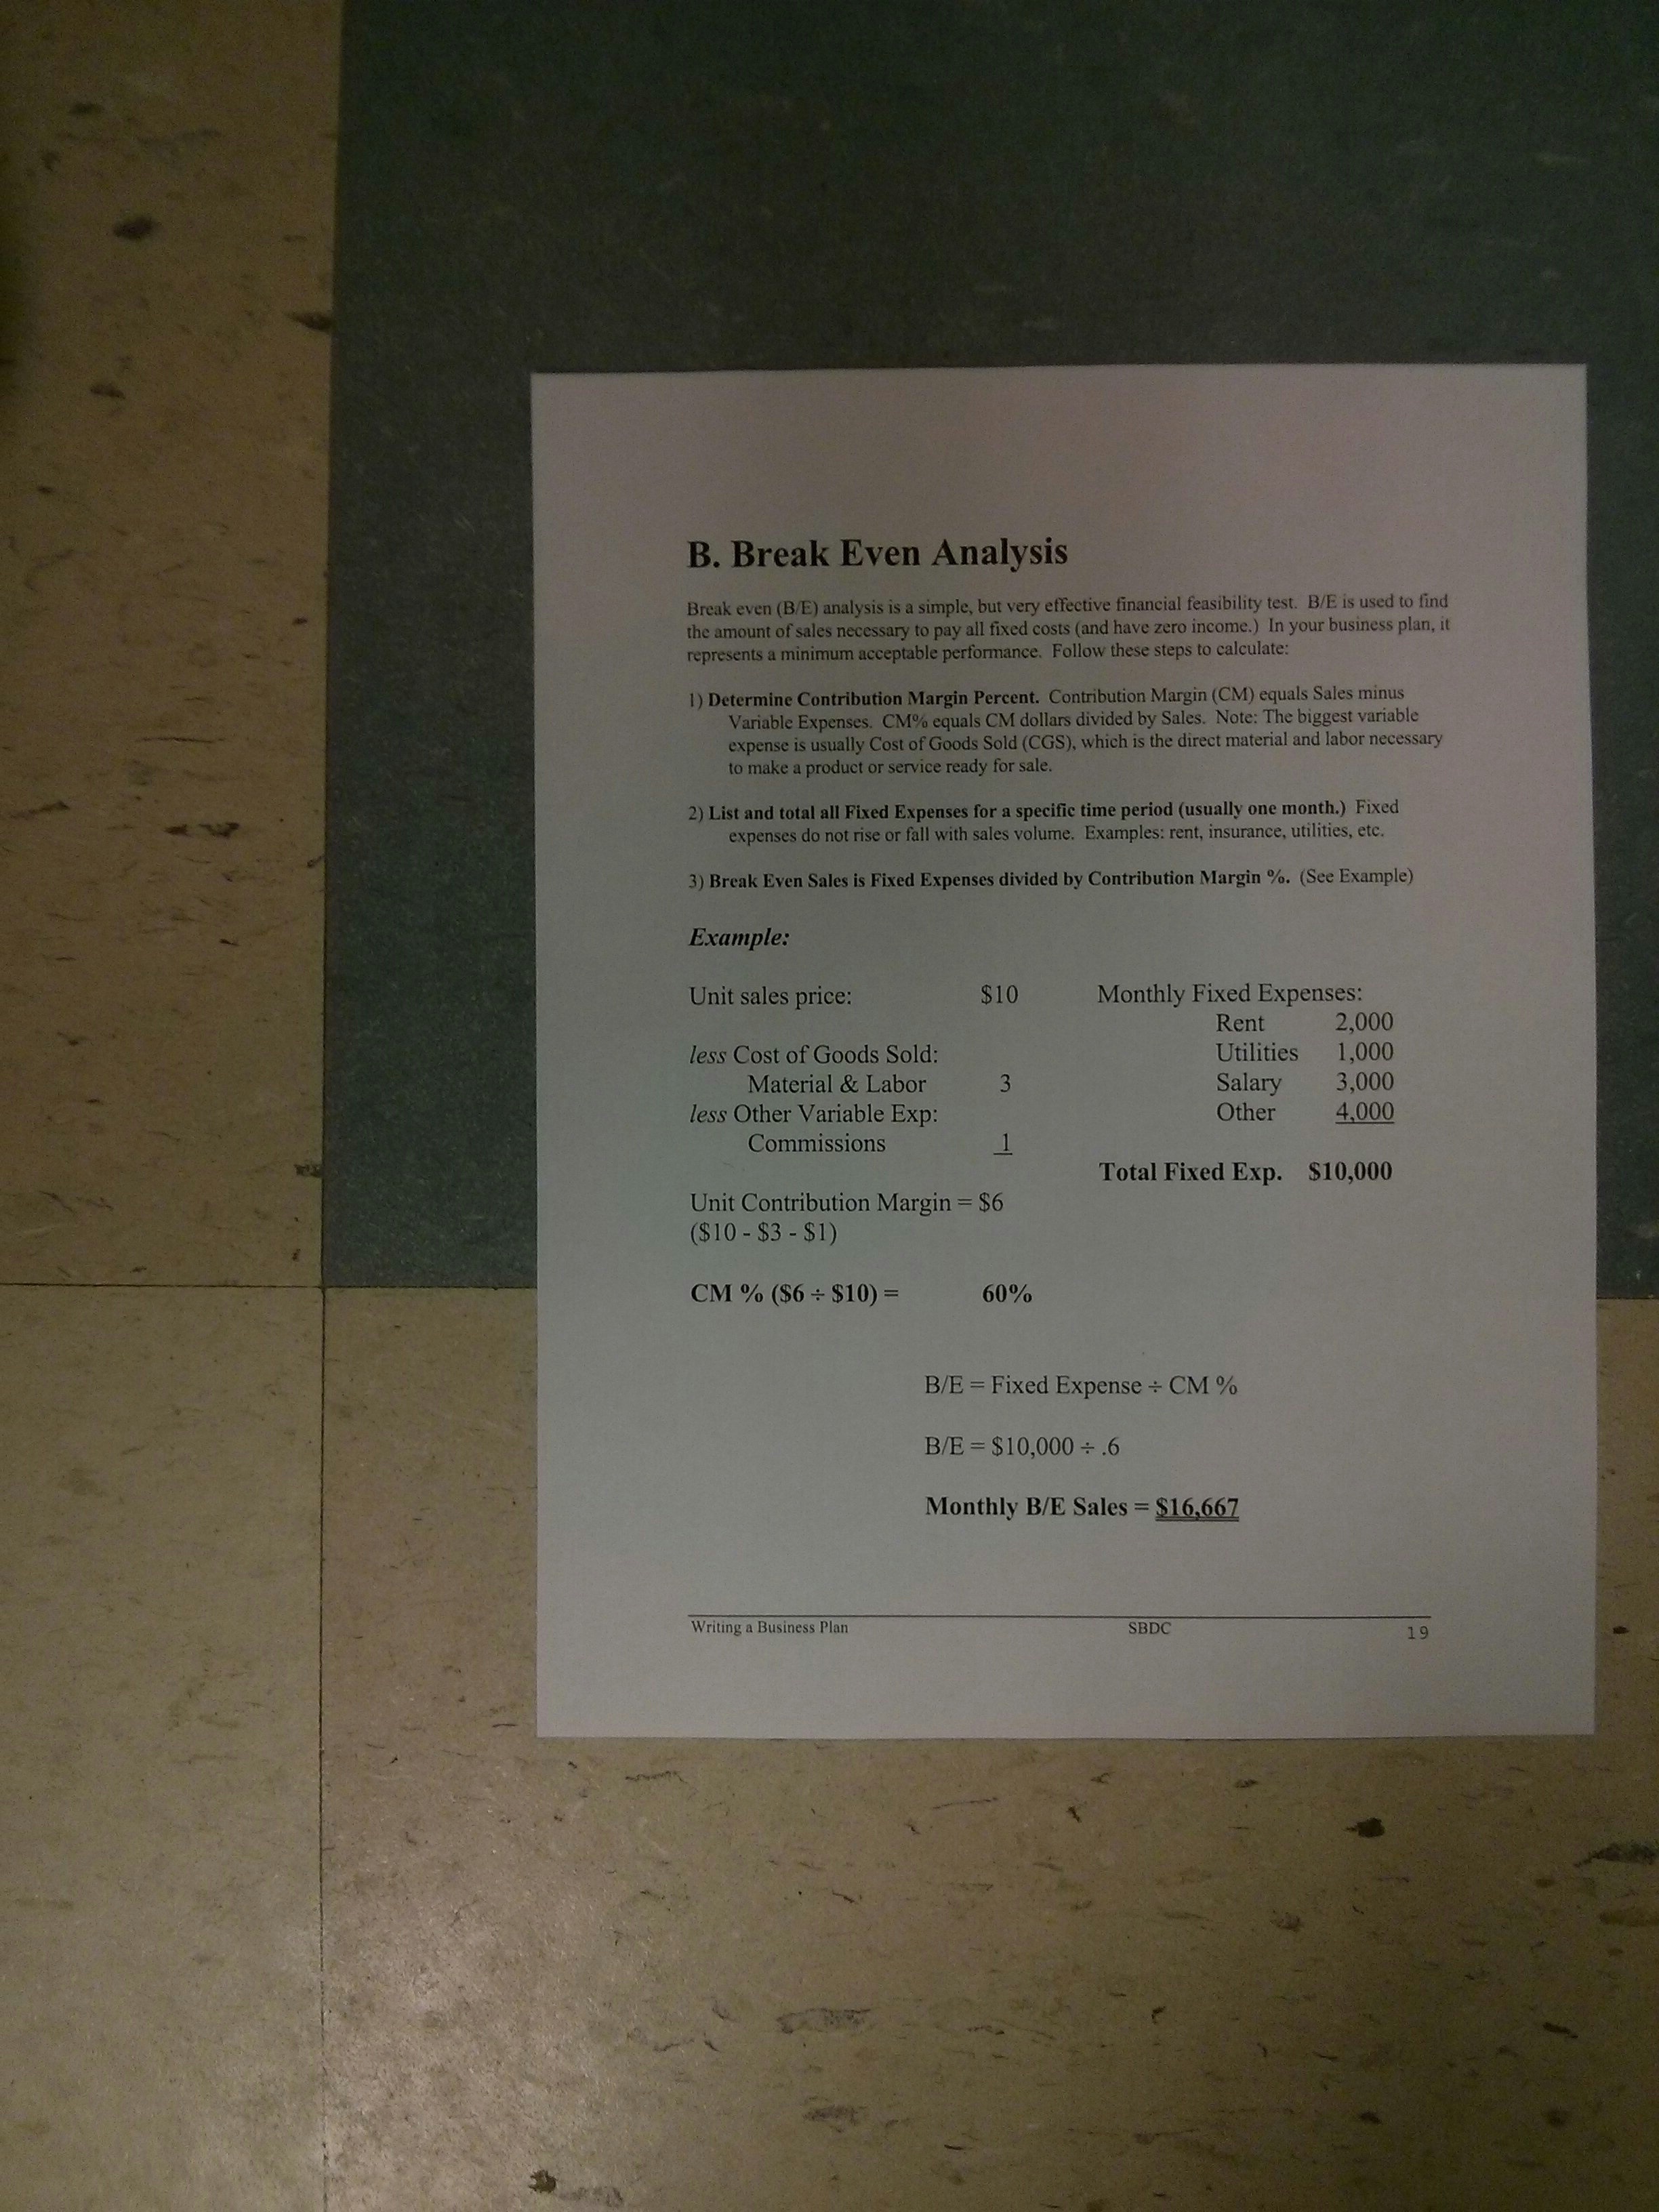 B. Break Even Analysis
Break even (B/E) analysis is a simple, but very effective financial feasibility test. B/E is used to find
the amount of sales necessary to pay all fixed costs (and have zero income.) In your business plan, it
represents a minimum acceptable performance. Follow these steps to calculate:
1) Determine Contribution Margin Percent. Contribution Margin (CM) equals Sales minus
Variable Expenses. CM% equals CM dollars divided by Sales. Note: The biggest variable
expense is usually Cost of Goods Sold (CGS), which is the direct material and labor necessary
to make a product or service ready for sale.
2) List and total all Fixed Expenses for a specific time period (usually one month.) Fixed
expenses do not rise or fall with sales volume. Examples: rent, insurance, utilities, etc.
3) Break Even Sales is Fixed Expenses divided by Contribution Margin %. (See Example)
Example:
Unit sales price: $10
less Cost of Goods Sold:
Material & Labor 3
less Other Variable Exp:
Commissions 1
Unit Contribution Margin = $6
($10 - $3 - $1)
CM % ($6 ÷ $10) = 60%
Monthly Fixed Expenses:
Rent 2,000
Utilities 1,000
Salary 3,000
Other 4,000
Total Fixed Exp. $10,000
B/E = Fixed Expense ÷ CM %
B/E = $10,000 ÷ .6
Monthly B/E Sales = $16,667
Writing a Business Plan SBDC 19